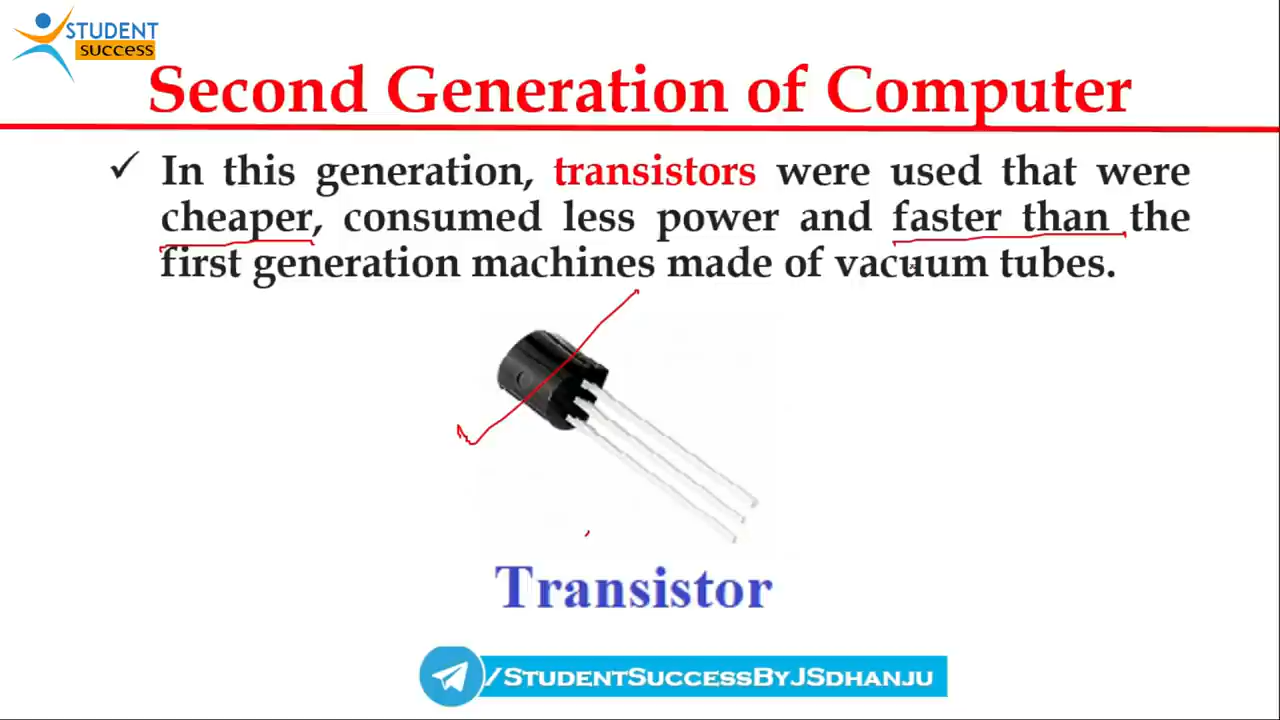 STUDENT
success
Second Generation of Computer
✓ In this generation, transistors were used that were
cheaper, consumed less power and faster than the
first generation machines made of vacuum tubes.
Transistor
/StudentSuccessByJSdhanju